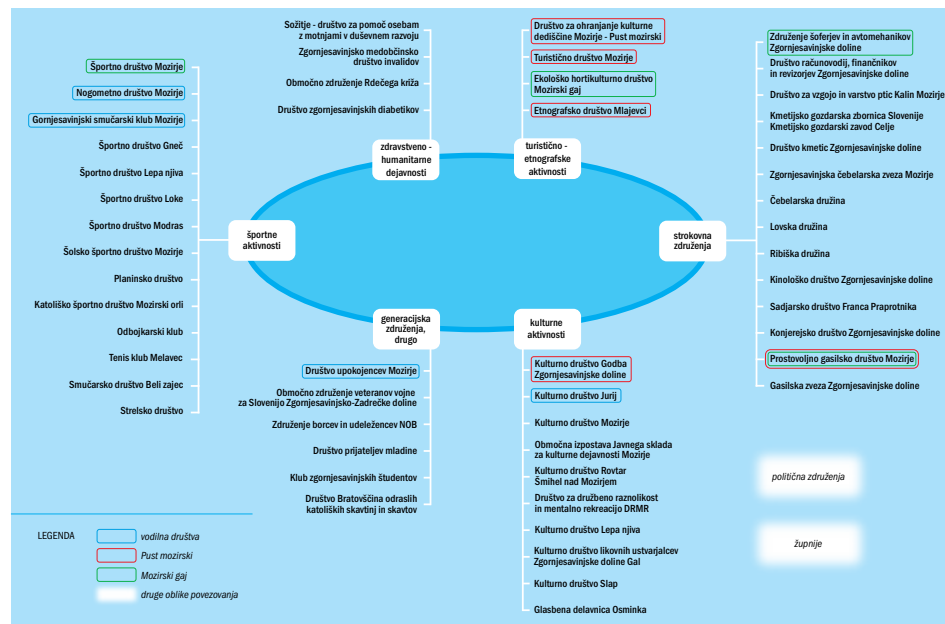 Sožitje - društvo za pomoč osebam
z motnjami v duševnem razvoju
Zgornjesavinjsko medobčinsko
društvo invalidov
Območno združenje Rdečega križa
Društvo zgornjesavinjskih diabetikov
zdravstveno -
humanitarne
dejavnosti
Društvo za ohranjanje kulturne
dediščine Mozirje - Pust mozirski
Turistično društvo Mozirje
Ekološko hortikulturno društvo
Mozirski gaj
Etnografsko društvo Mlajevci
turistično -
etnografske
aktivnosti
Športno društvo Mozirje
Nogometno društvo Mozirje
Gornjesavinjski smučarski klub Mozirje
Športno društvo Gneč
Športno društvo Lepa njiva
Športno društvo Loke
Športno društvo Modras
Šolsko športno društvo Mozirje
Planinsko društvo
Katoliško športno društvo Mozirski orli
Odbojkarski klub
Tenis klub Melavec
Smučarsko društvo Beli zajec
Strelsko društvo
športne
aktivnosti
Združenje šoferjev in avtomehanikov
Zgornjesavinjske doline
Društvo računovodij, finančnikov
in revizorjev Zgornjesavinjske doline
Društvo za vzgojo in varstvo ptic Kalin Mozirje
Kmetijsko gozdarska zbornica Slovenije
Kmetijsko gozdarski zavod Celje
Društvo kmetic Zgornjesavinjske doline
Zgornjesavinjska čebelarska zveza Mozirje
Čebelarska družina
Lovska družina
Ribiška družina
Kinološko društvo Zgornjesavinjske doline
Sadjarsko društvo Franca Praprotnika
Konjerejsko društvo Zgornjesavinjske doline
Prostovoljno gasilsko društvo Mozirje
Gasilska zveza Zgornjesavinjske doline
strokovna
združenja
generacijska
združenja,
drugo
Društvo upokojencev Mozirje
Območno združenje veteranov vojne
za Slovenijo Zgornjesavinjsko-Zadrečke doline
Združenje borcev in udeležencev NOB
Društvo prijateljev mladine
Klub zgornjesavinjskih študentov
Društvo Bratovščina odraslih
katoliških skavtinj in skavtov
kulturne
aktivnosti
Kulturno društvo Godba
Zgornjesavinjske doline
Kulturno društvo Jurij
Kulturno društvo Mozirje
Območna izpostava Javnega sklada
za kulturne dejavnosti Mozirje
Kulturno društvo Rovtar
Šmihel nad Mozirjem
Društvo za družbeno raznolikost
in mentalno rekreacijo DRMR
Kulturno društvo Lepa njiva
Kulturno društvo likovnih ustvarjalcev
Zgornjesavinjske doline Gal
Kulturno društvo Slap
Glasbena delavnica Osminka
politična združenja
župnije
LEGENDA
vodilna društva
Pust mozirski
Mozirski gaj
druge oblike povezovanja